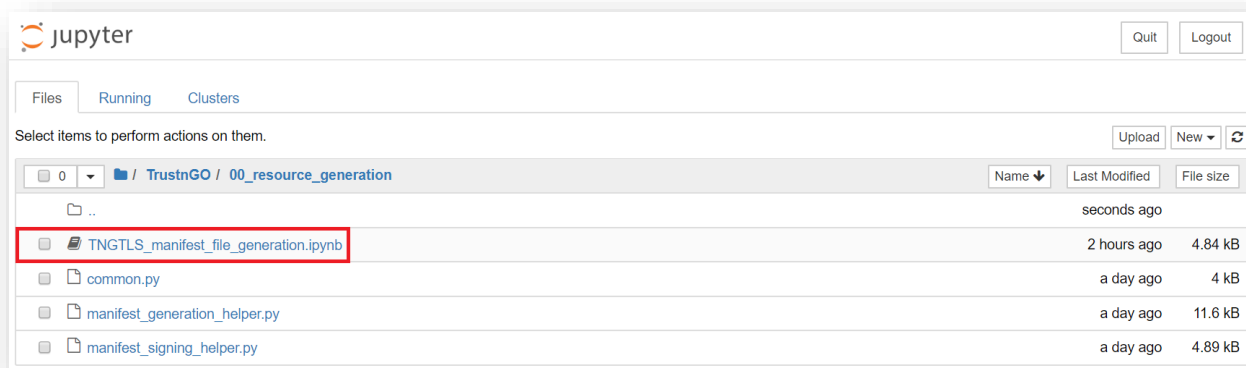 jupyter Quit Logout
Files Running Clusters
Select items to perform actions on them. Upload New
0 / TrustnGO / 00_resource_generation Name Last Modified File size
.. seconds ago
TNGTLS_manifest_file_generation.ipynb 2 hours ago 4.84 kB
common.py a day ago 4 kB
manifest_generation_helper.py a day ago 11.6 kB
manifest_signing_helper.py a day ago 4.89 kB